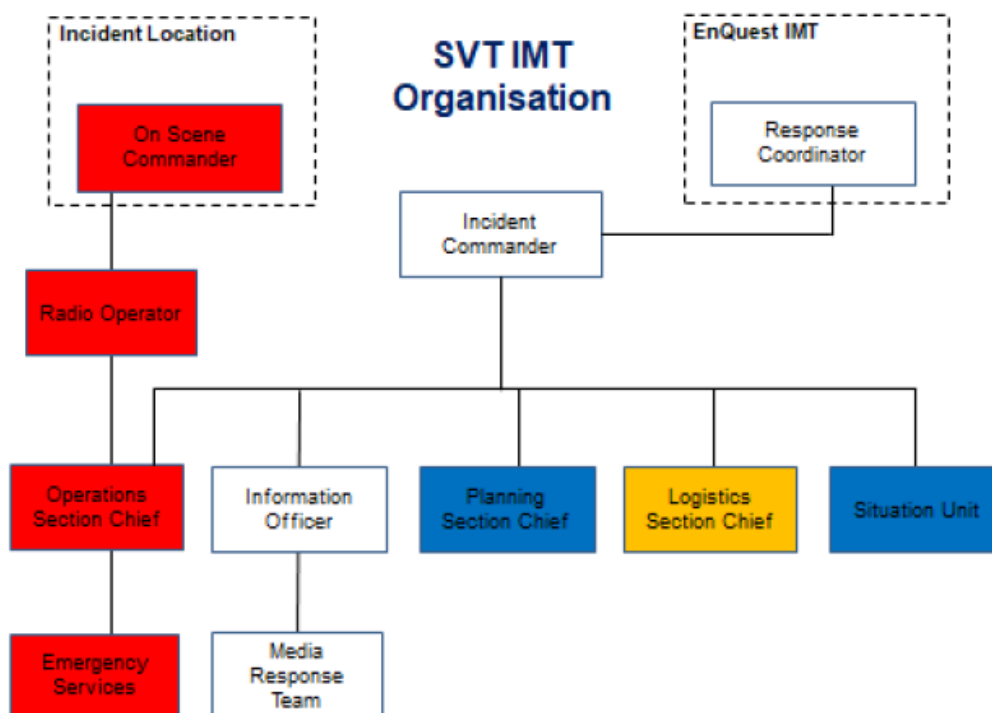 Incident Location
SVT IMT
Organisation
EnQuest IMT
On Scene
Commander
Response
Coordinator
Incident
Commander
Radio Operator
Operations
Section Chief
Information
Officer
Planning
Section Chief
Logistics
Section Chief
Situation Unit
Emergency
Services
Media
Response
Team